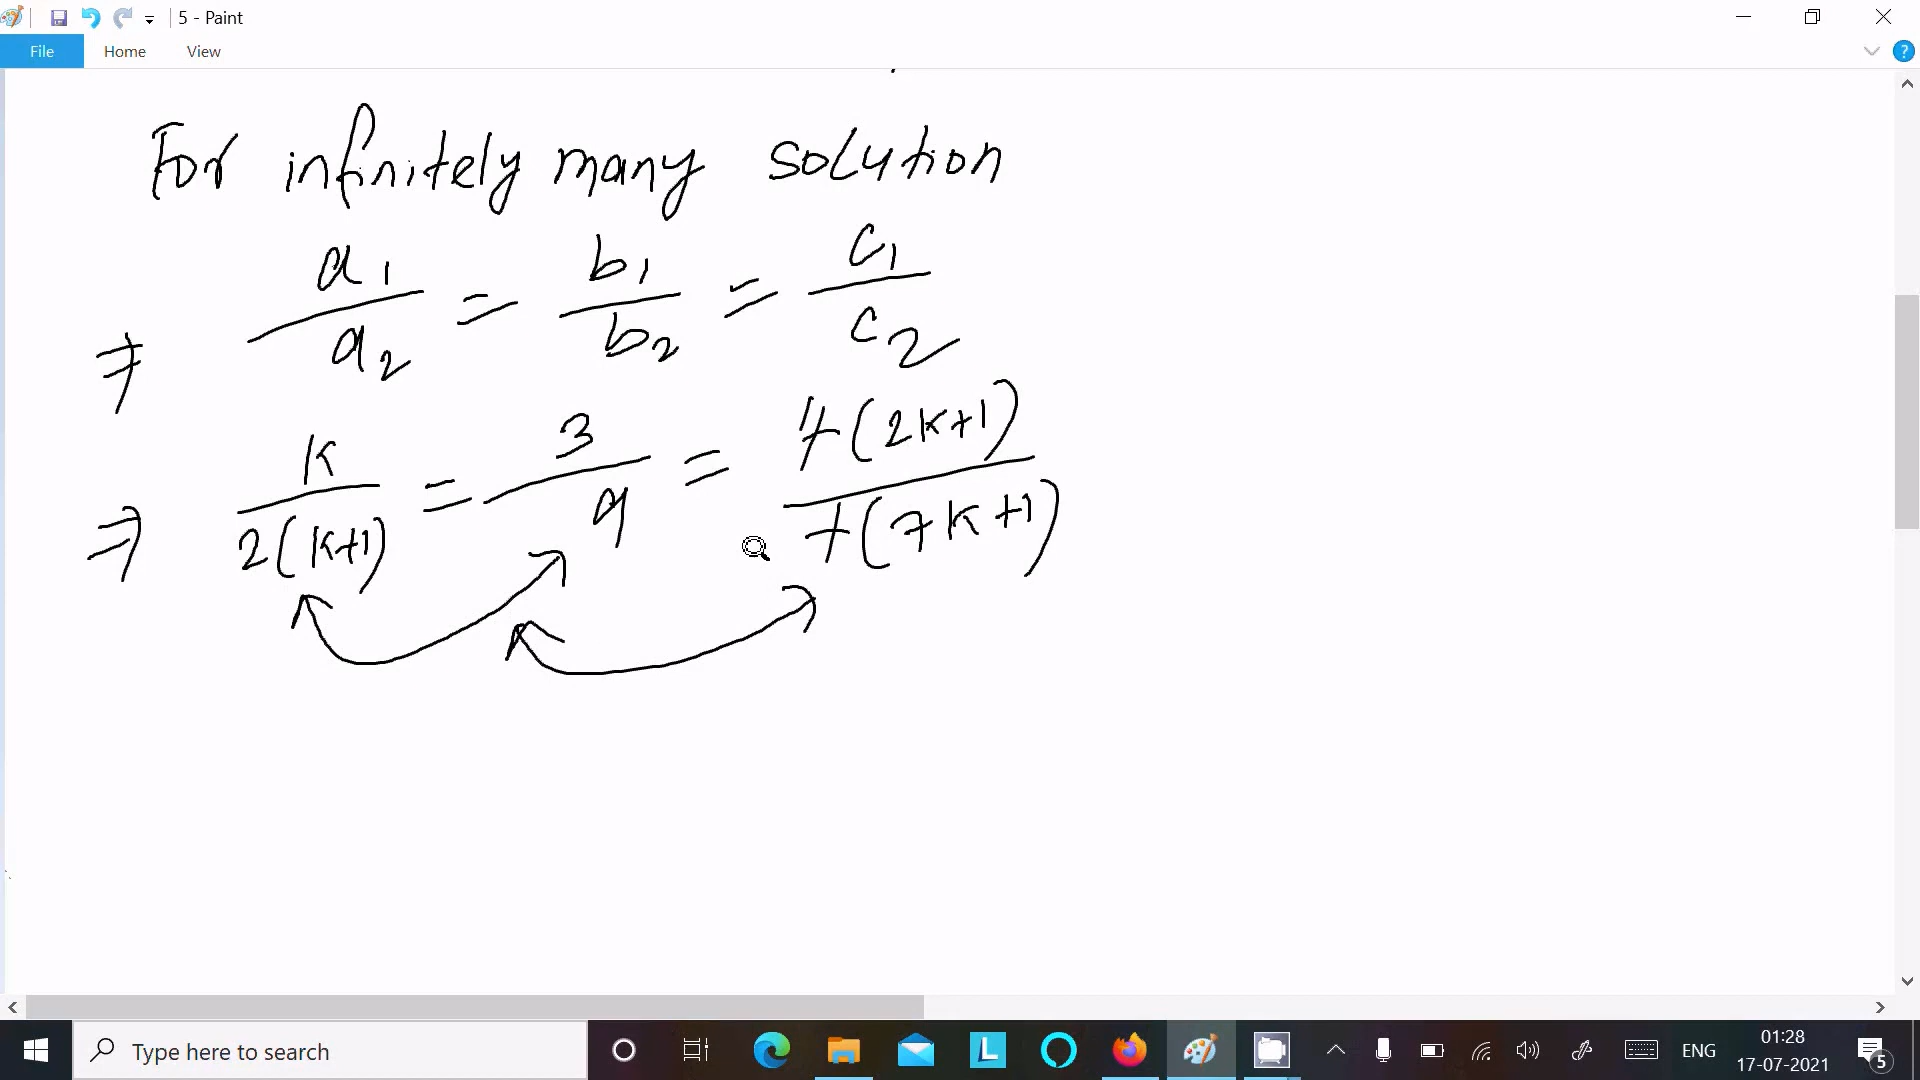 5 - Paint
File Home View
For infinitely many solution
⇒ a1/a2 = b1/b2 = c1/c2
⇒ k/2(k+1) = 3/9 = 7(2k+1)/7(7k+1)
Type here to search
ENG
01:28
17-07-2021
5